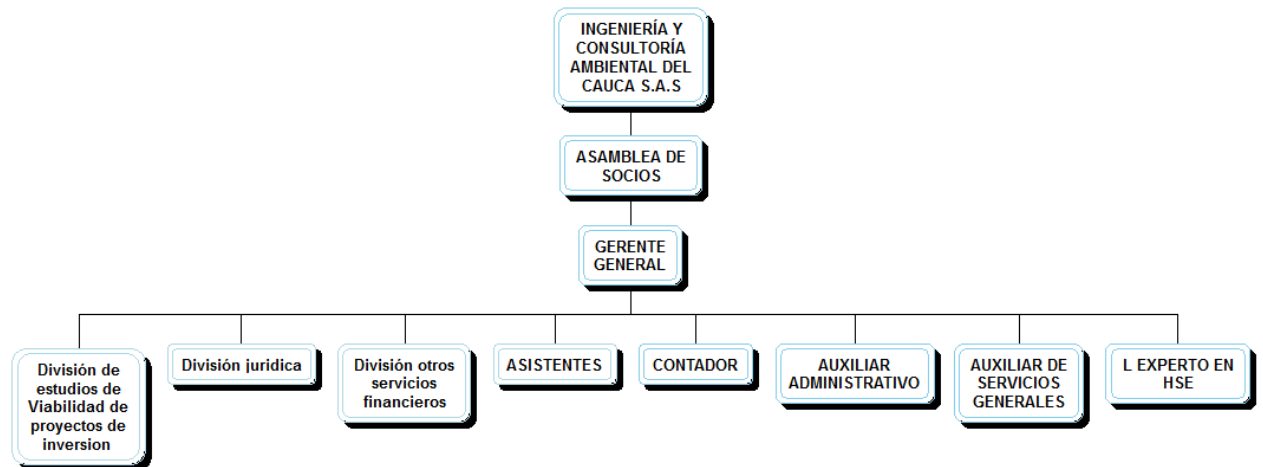 INGENIERÍA Y
CONSULTORÍA
AMBIENTAL DEL
CAUCA S.A.S
ASAMBLEA DE
SOCIOS
GERENTE
GENERAL
División de
estudios de
Viabilidad de
proyectos de
inversion
División juridica
División otros
servicios
financieros
ASISTENTES
CONTADOR
AUXILIAR
ADMINISTRATIVO
AUXILIAR DE
SERVICIOS
GENERALES
L EXPERTO EN
HSE